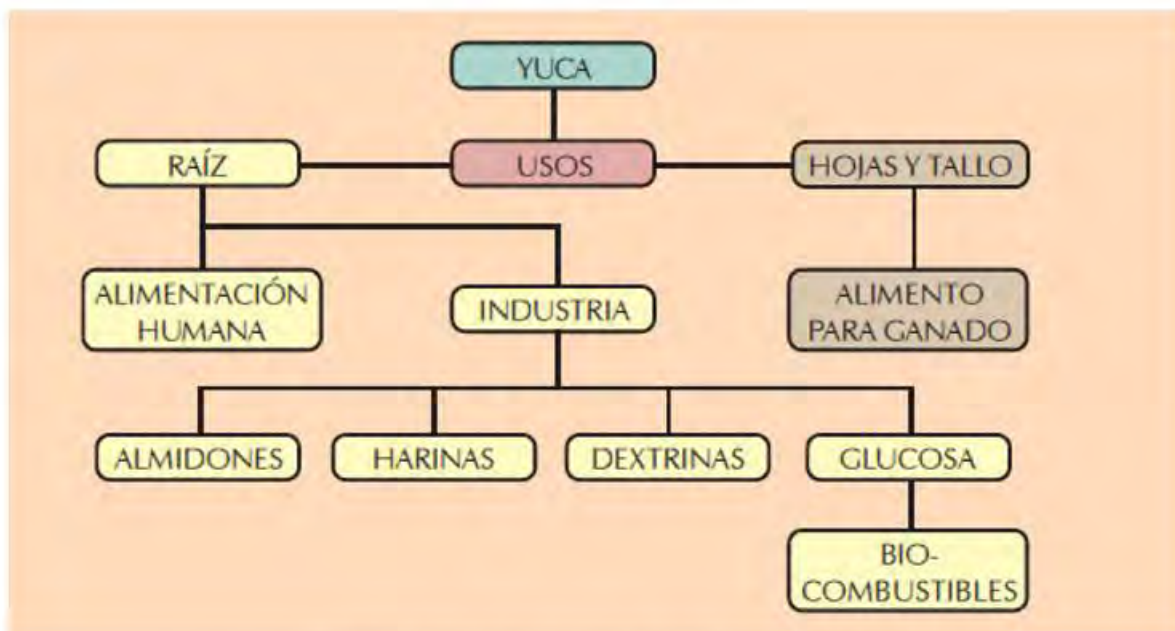 YUCA
RAÍZ
USOS
HOJAS Y TALLO
ALIMENTACIÓN
HUMANA
INDUSTRIA
ALIMENTO
PARA GANADO
ALMIDONES
HARINAS
DEXTRINAS
GLUCOSA
BIO-
COMBUSTIBLES